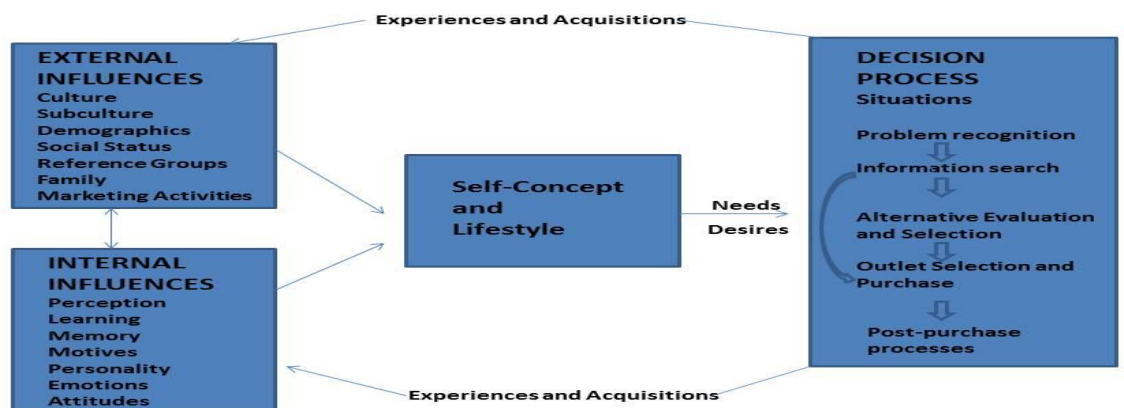 Experiences and Acquisitions
EXTERNAL
INFLUENCES
Culture
Subculture
Demographics
Social Status
Reference Groups
Family
Marketing Activities
INTERNAL
INFLUENCES
Perception
Learning
Memory
Motives
Personality
Emotions
Attitudes
Self-Concept
and
Lifestyle
Needs
Desires
DECISION
PROCESS
Situations
Problem recognition
Information search
Alternative Evaluation
and Selection
Outlet Selection and
Purchase
Post-purchase
processes
Experiences and Acquisitions